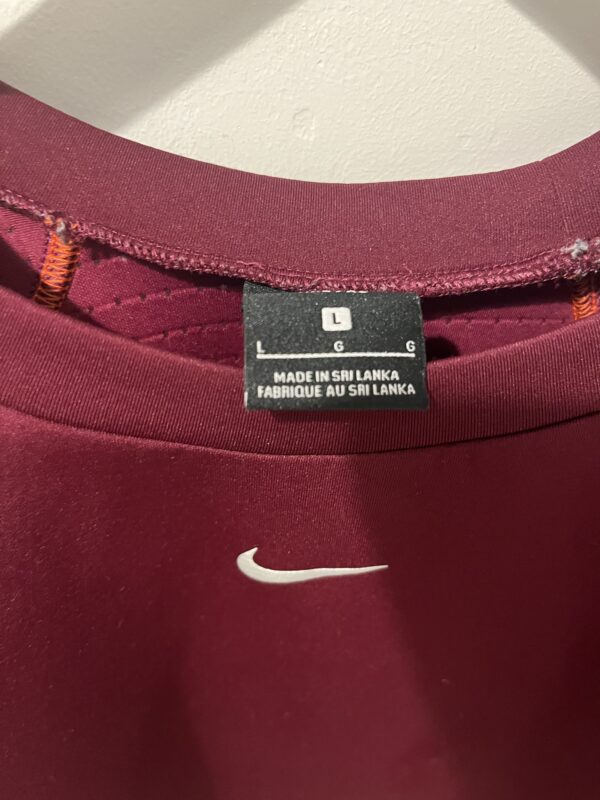 L
L G G
MADE IN SRI LANKA
FABRIQUE AU SRI LANKA